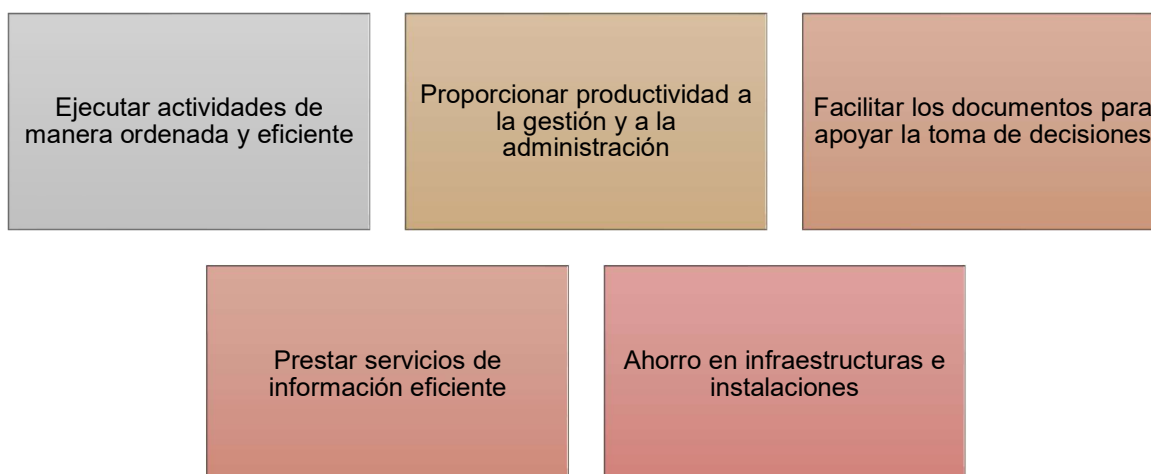 Ejecutar actividades de
manera ordenada y eficiente
Proporcionar productividad a
la gestión y a la
administración
Facilitar los documentos para
apoyar la toma de decisiones
Prestar servicios de
información eficiente
Ahorro en infraestructuras e
instalaciones